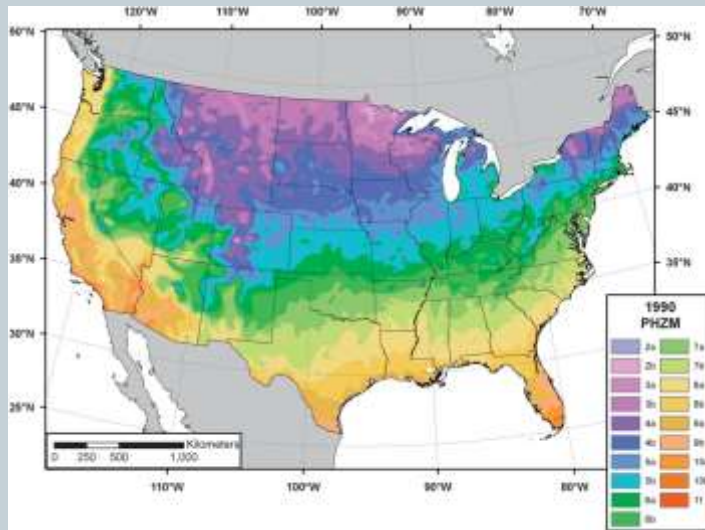 120°W 110°W 100°W 90°W 80°W 70°W
50°N 50°N
45°N 45°N
40°N 40°N
35°N 35°N
30°N
25°N
1990
PHZM
2a 7a
2b 7b
3a 8a
3b 8b
4a 9a
4b 9b
5a 10a
5b 10b
6a 11
6b
Kilometers
0 250 500 1,000
110°W 100°W 90°W 80°W